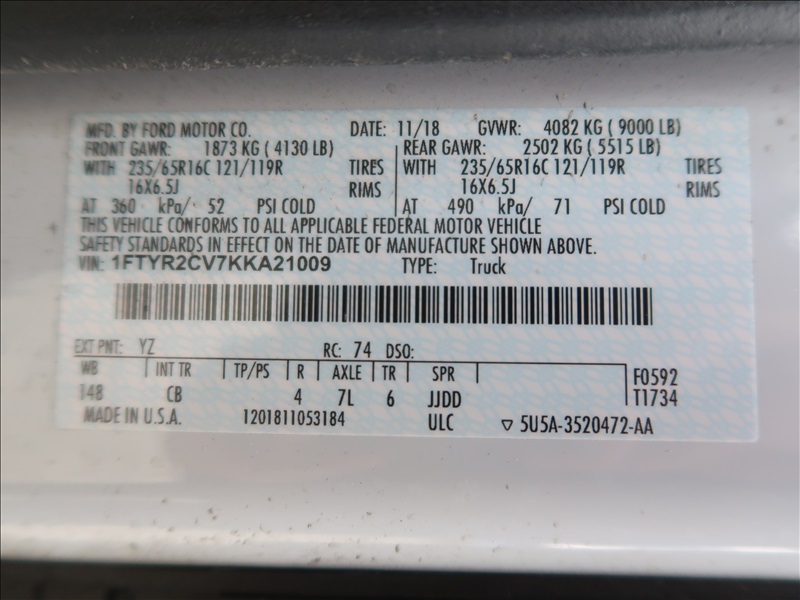 MFD. BY FORD MOTOR CO. DATE: 11/18 GVWR: 4082 KG ( 9000 LB)
FRONT GAWR: 1873 KG ( 4130 LB) REAR GAWR: 2502 KG ( 5515 LB)
WITH 235/65R16C 121/119R TIRES WITH 235/65R16C 121/119R TIRES
16X6.5J RIMS 16X6.5J RIMS
AT 360 kPa/ 52 PSI COLD AT 490 kPa/ 71 PSI COLD
THIS VEHICLE CONFORMS TO ALL APPLICABLE FEDERAL MOTOR VEHICLE
SAFETY STANDARDS IN EFFECT ON THE DATE OF MANUFACTURE SHOWN ABOVE.
VIN: 1FTYR2CV7KKA21009 TYPE: Truck
EXT PNT: YZ RC: 74 DSO:
WB INT TR TP/PS R AXLE TR SPR F0592
148 CB 4 7L 6 JJDD T1734
MADE IN U.S.A. 1201811053184 ULC ▽ 5U5A-3520472-AA